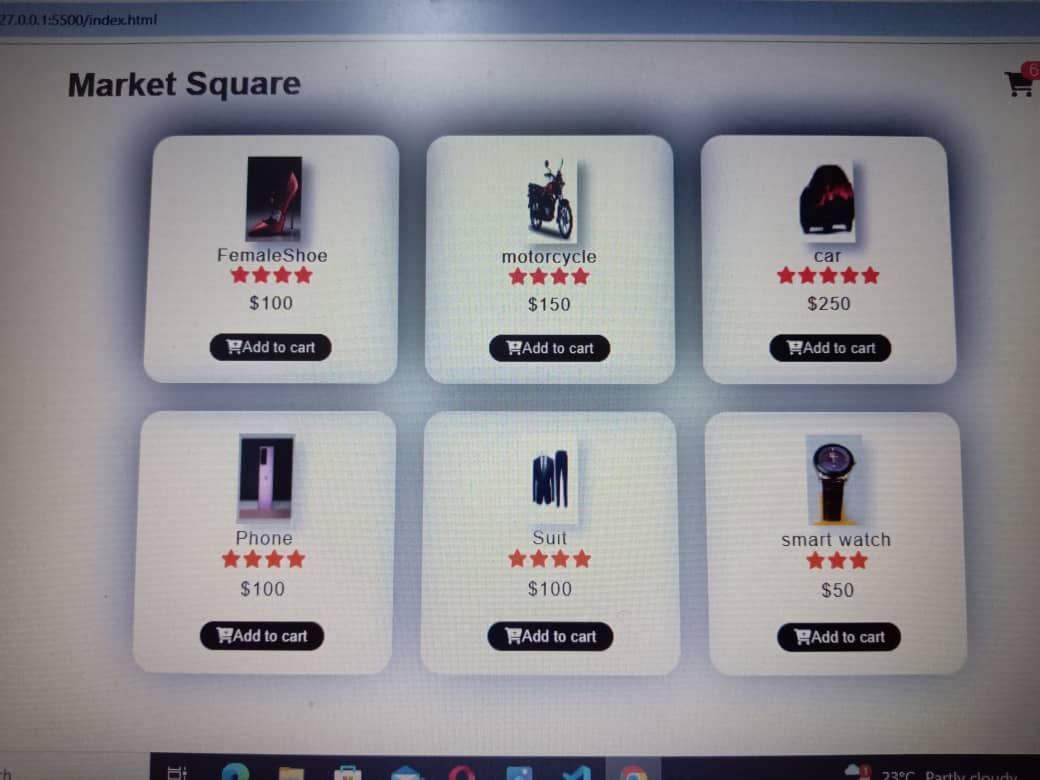 27.0.0.1:5500/index.html
Market Square
6
FemaleShoe
$100
Add to cart
motorcycle
$150
Add to cart
car
$250
Add to cart
Phone
$100
Add to cart
Suit
$100
Add to cart
smart watch
$50
Add to cart
1
23°C Partly cloudy